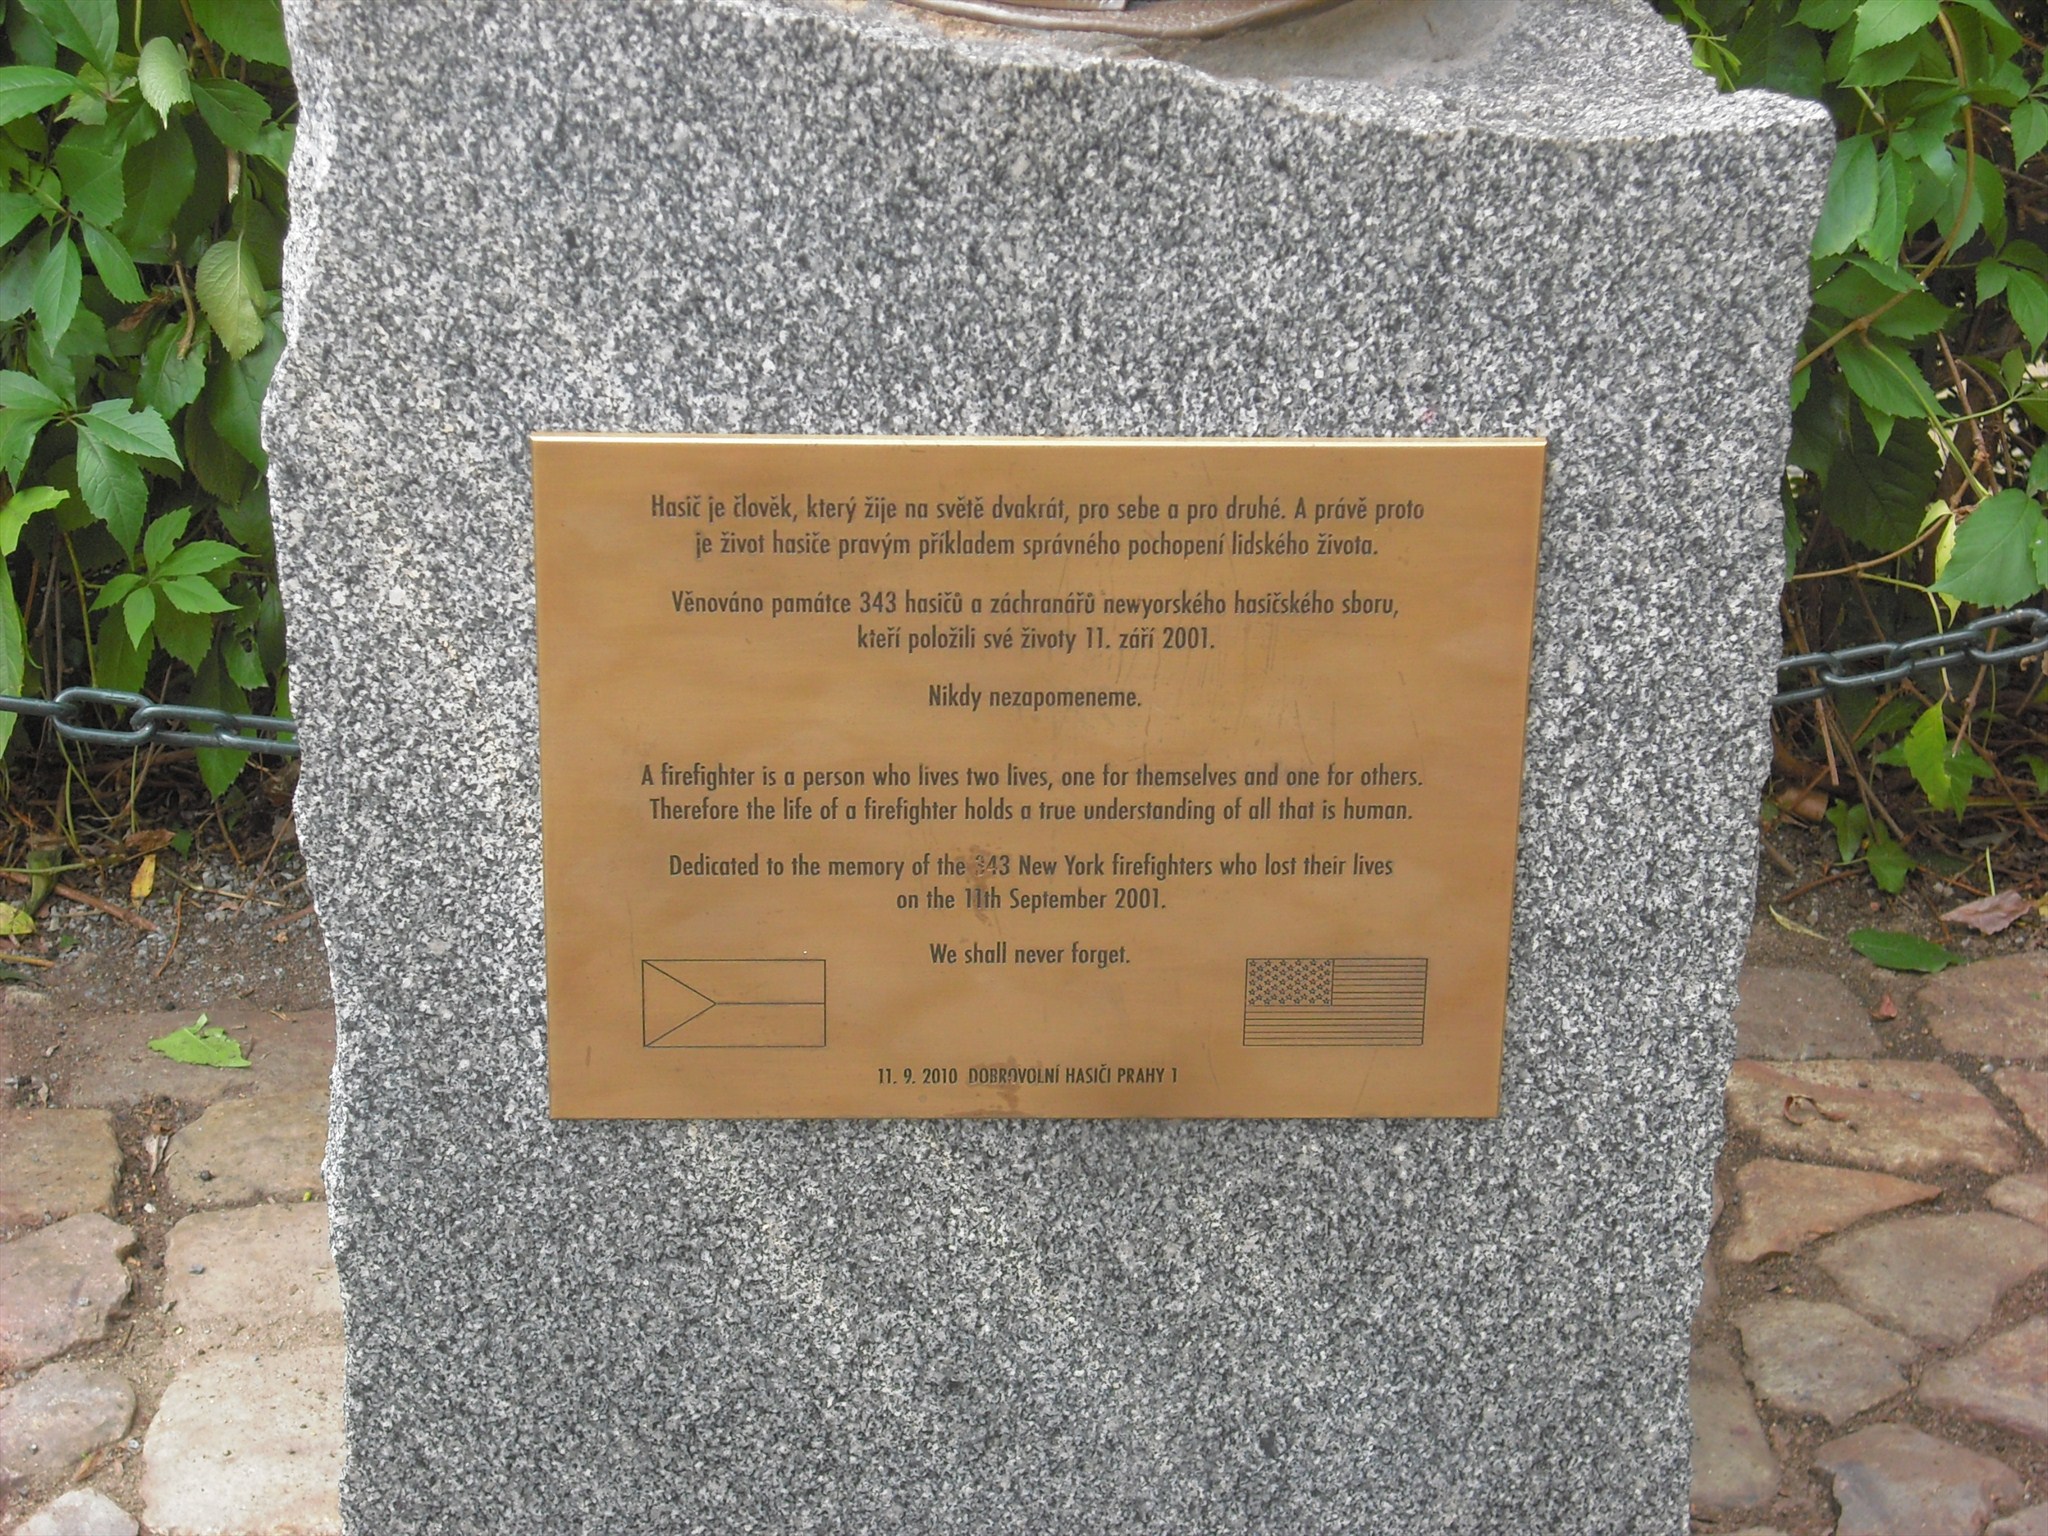 Hasič je člověk, který žije na světě dvakrát, pro sebe a pro druhé. A právě proto
je život hasiče pravým příkladem správného pochopení lidského života.
Věnováno památce 343 hasičů a záchranářů newyorského hasičského sboru,
kteří položili své životy 11. září 2001.
Nikdy nezapomeneme.
A firefighter is a person who lives two lives, one for themselves and one for others.
Therefore the life of a firefighter holds a true understanding of all that is human.
Dedicated to the memory of the 343 New York firefighters who lost their lives
on the 11th September 2001.
We shall never forget.
11. 9. 2010 DOBROVOLNÍ HASIČI PRAHY 1